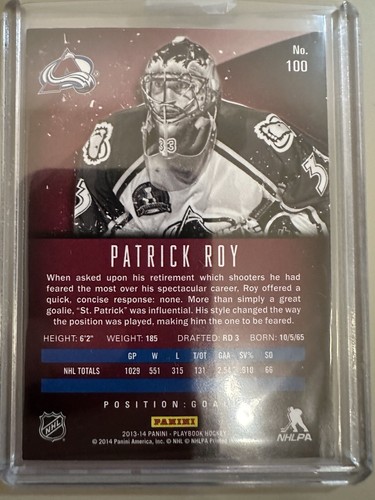 No.
100
33
PATRICK ROY
When asked upon his retirement which shooters he had
feared the most over his spectacular career, Roy offered a
quick, concise response: none. More than simply a great
goalie, "St. Patrick" was influential. His style changed the way
the position was played, making him the one to be feared.
HEIGHT: 6'2" WEIGHT: 185 DRAFTED: RD 3 BORN: 10/5/65
GP W L T/OT GAA SV% SO
NHL TOTALS 1029 551 315 131 2.54 .910 66
POSITION:
PANINI
2013-14 PANINI - PLAYBOOK HOCKEY
© 2014 Panini America, Inc. © NHL © NHLPA
NHL
NHLPA